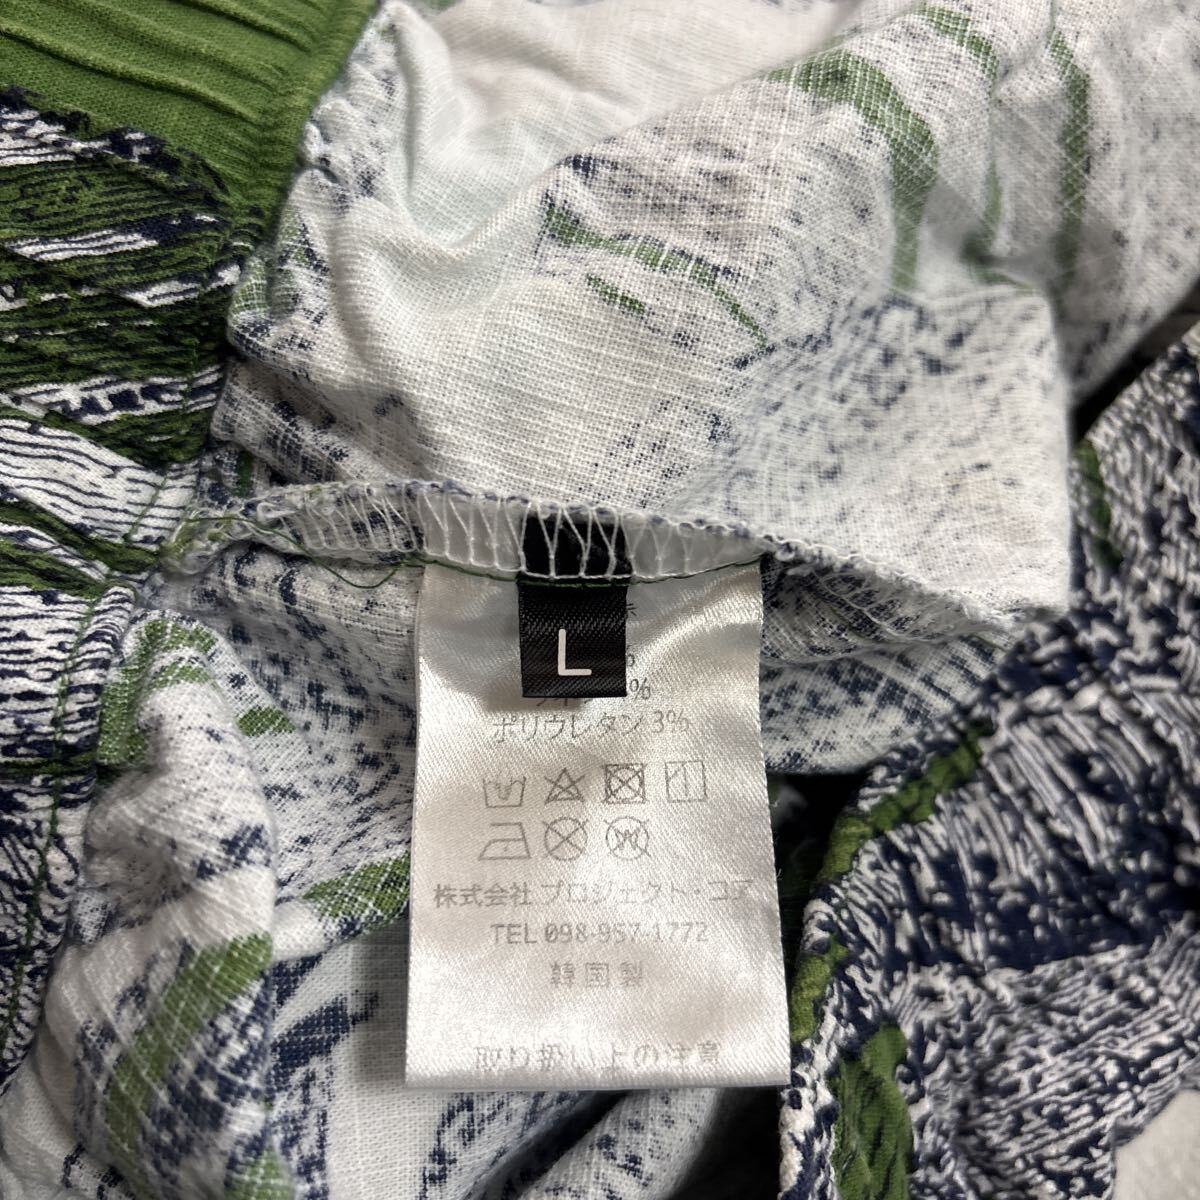 L
%
ポリウレタン 3%
株式会社 プロジェクト・コア
TEL 098-957-1772
韓国製
取り扱い上の注意